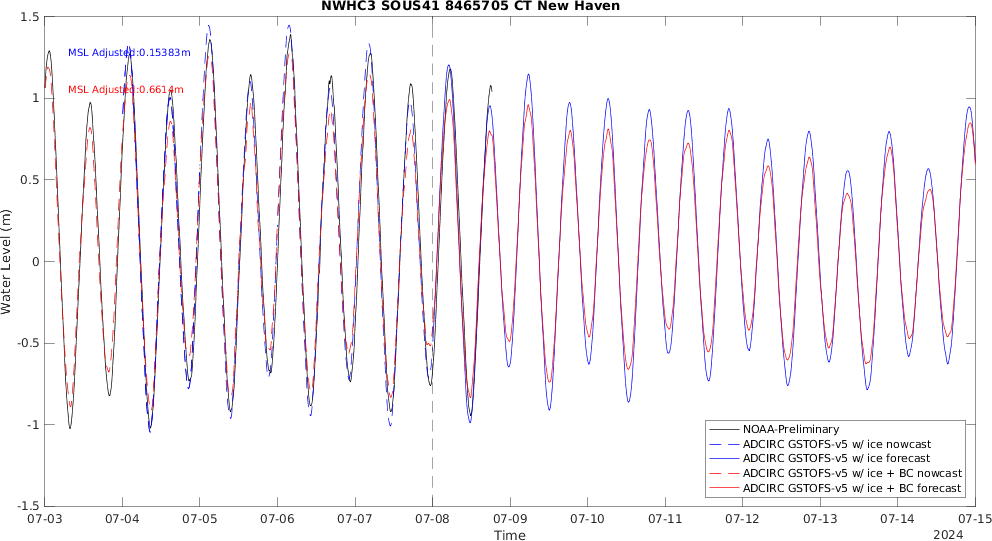 NWHC3 SOUS41 8465705 CT New Haven
1.5
1
0.5
0
-0.5
-1
-1.5
Water Level (m)
MSL Adjusted:0.15383m
MSL Adjusted:0.6614m
NOAA-Preliminary
ADCIRC GSTOFS-v5 w/ ice nowcast
ADCIRC GSTOFS-v5 w/ ice forecast
ADCIRC GSTOFS-v5 w/ ice + BC nowcast
ADCIRC GSTOFS-v5 w/ ice + BC forecast
07-03 07-04 07-05 07-06 07-07 07-08 07-09 07-10 07-11 07-12 07-13 07-14 07-15
Time
2024